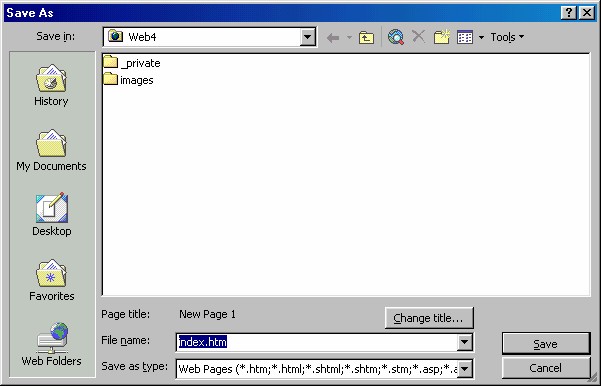 Save As
Save in:
Web4
Tools
_private
images
History
My Documents
Desktop
Favorites
Web Folders
Page title:
New Page 1
Change title...
File name:
index.htm
Save
Save as type:
Web Pages (*.htm;*.html;*.shtml;*.shtm;*.stm;*.asp;*.a
Cancel